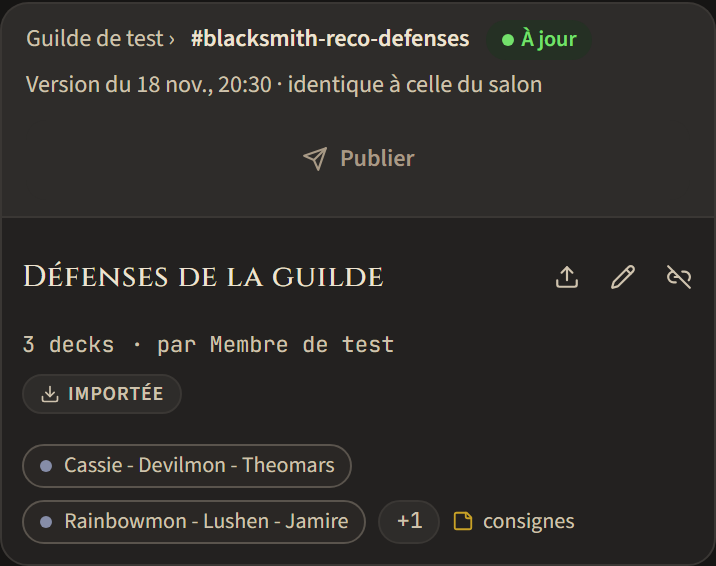 Guilde de test › #blacksmith-reco-defenses ● À jour
Version du 18 nov., 20:30 · identique à celle du salon
Publier
Défenses de la guilde
3 decks · par Membre de test
IMPORTÉE
Cassie - Devilmon - Theomars
Rainbowmon - Lushen - Jamire +1 consignes